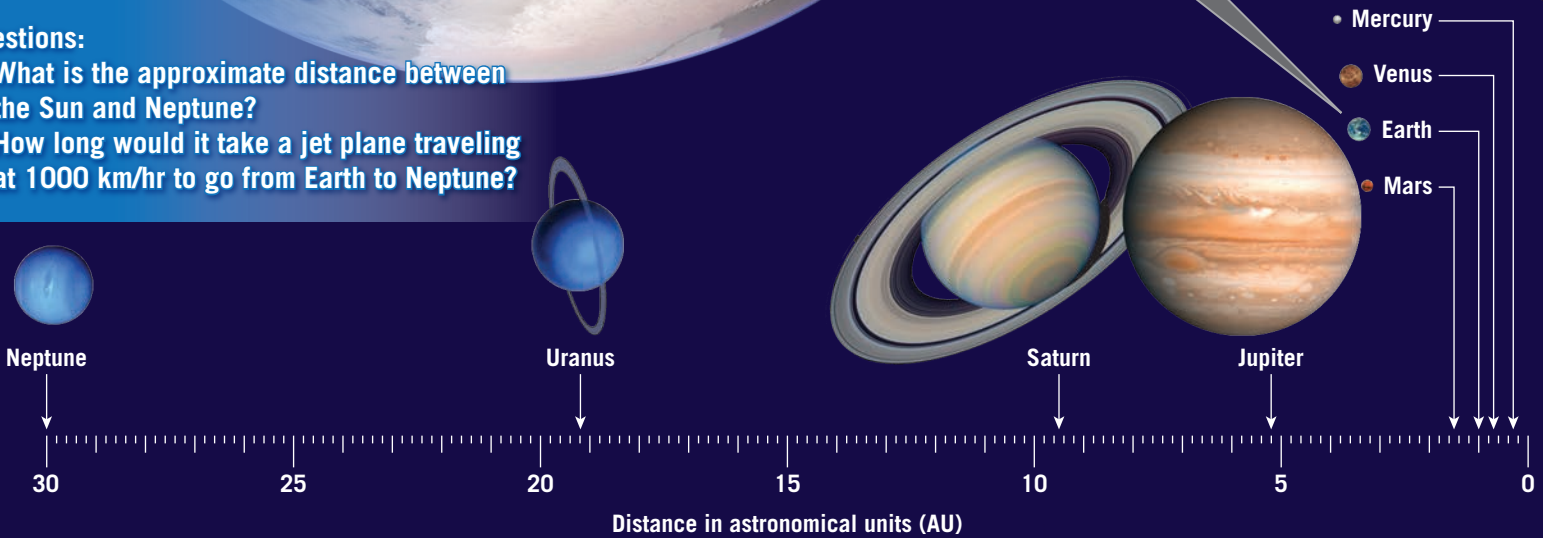 estions:
What is the approximate distance between
the Sun and Neptune?
How long would it take a jet plane traveling
at 1000 km/hr to go from Earth to Neptune?
Mercury
Venus
Earth
Mars
Neptune
Uranus
Saturn
Jupiter
30
25
20
15
10
5
0
Distance in astronomical units (AU)